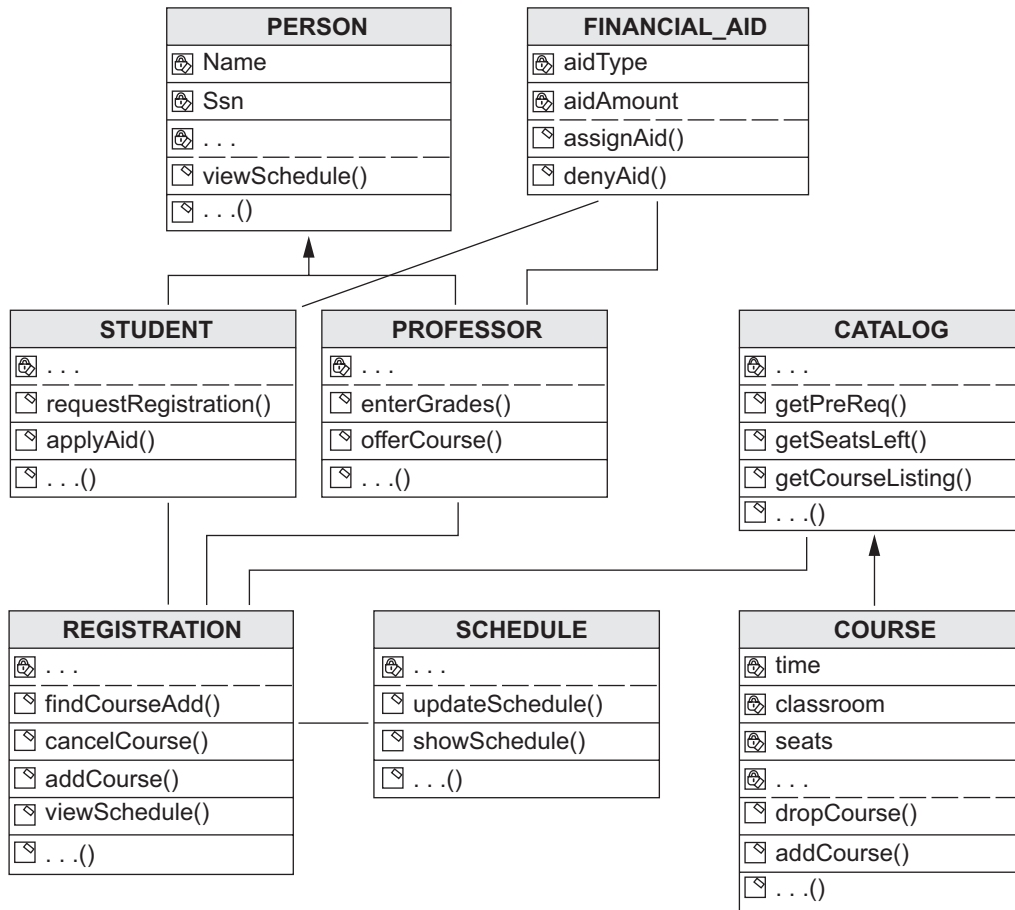 PERSON
Name
Ssn
. . .
viewSchedule()
. . .()
FINANCIAL_AID
aidType
aidAmount
assignAid()
denyAid()
STUDENT
. . .
requestRegistration()
applyAid()
. . .()
PROFESSOR
. . .
enterGrades()
offerCourse()
. . .()
CATALOG
. . .
getPreReq()
getSeatsLeft()
getCourseListing()
. . .()
REGISTRATION
. . .
findCourseAdd()
cancelCourse()
addCourse()
viewSchedule()
. . .()
SCHEDULE
. . .
updateSchedule()
showSchedule()
. . .()
COURSE
time
classroom
seats
. . .
dropCourse()
addCourse()
. . .()